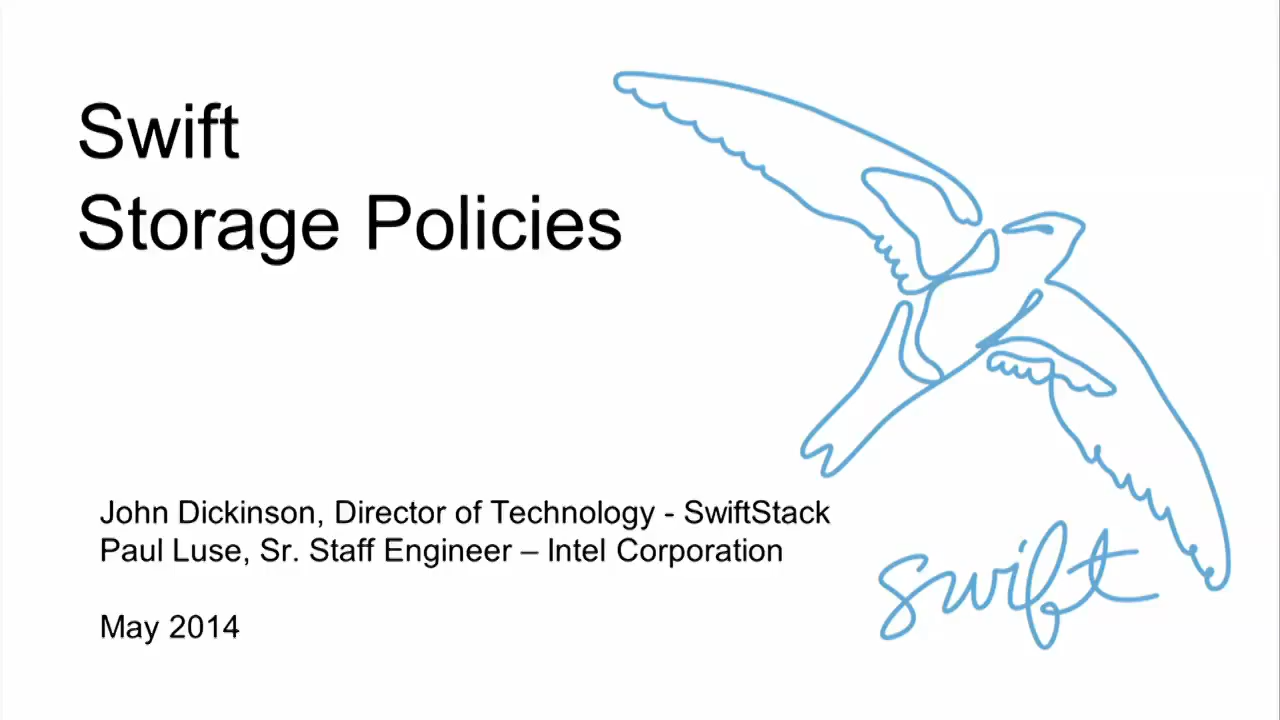 Swift
Storage Policies
John Dickinson, Director of Technology - SwiftStack
Paul Luse, Sr. Staff Engineer – Intel Corporation
May 2014
swift